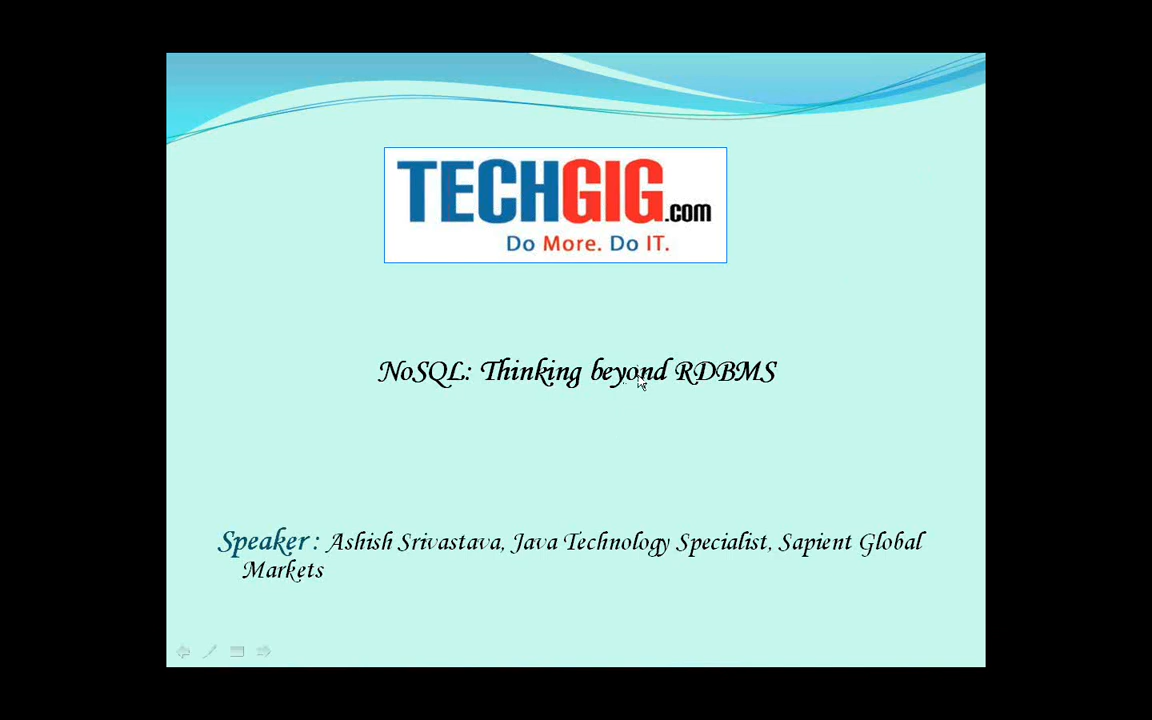 TECHGIG.com
Do More. Do IT.
NoSQL: Thinking beyond RDBMS
Speaker : Ashish Srivastava, Java Technology Specialist, Sapient Global
Markets